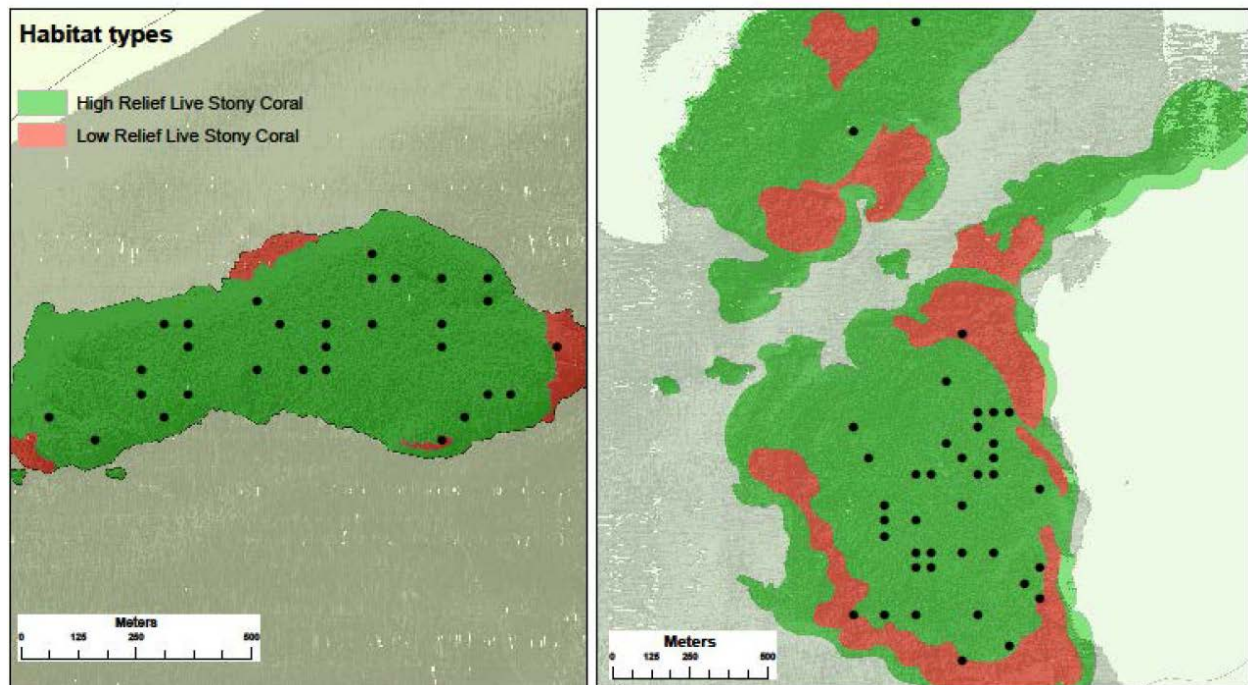 Habitat types
High Relief Live Stony Coral
Low Relief Live Stony Coral
Meters
0 125 250 500
Meters
0 125 250 500